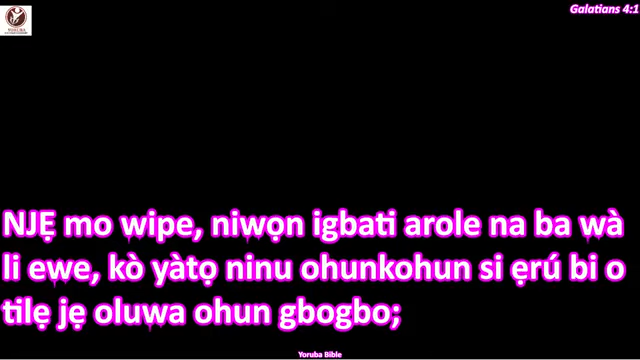 Galatians 4:1
NJẸ mo wipe, niwọn igbati arole na ba wà
li ewe, kò yàtọ ninu ohunkohun si ẹrú bi o
tilẹ jẹ oluwa ohun gbogbo;
Yoruba Bible